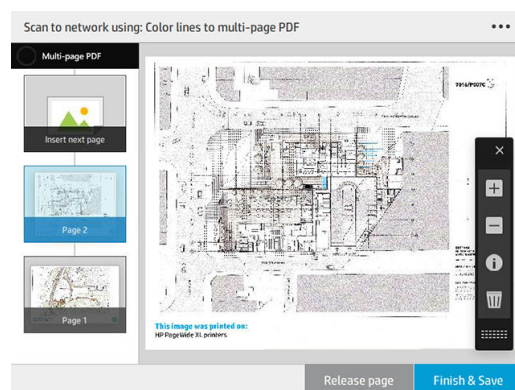 Scan to network using: Color lines to multi-page PDF
Multi-page PDF
Insert next page
Page 2
Page 1
This image was printed on:
HP PageWide XL printers
Release page
Finish & Save